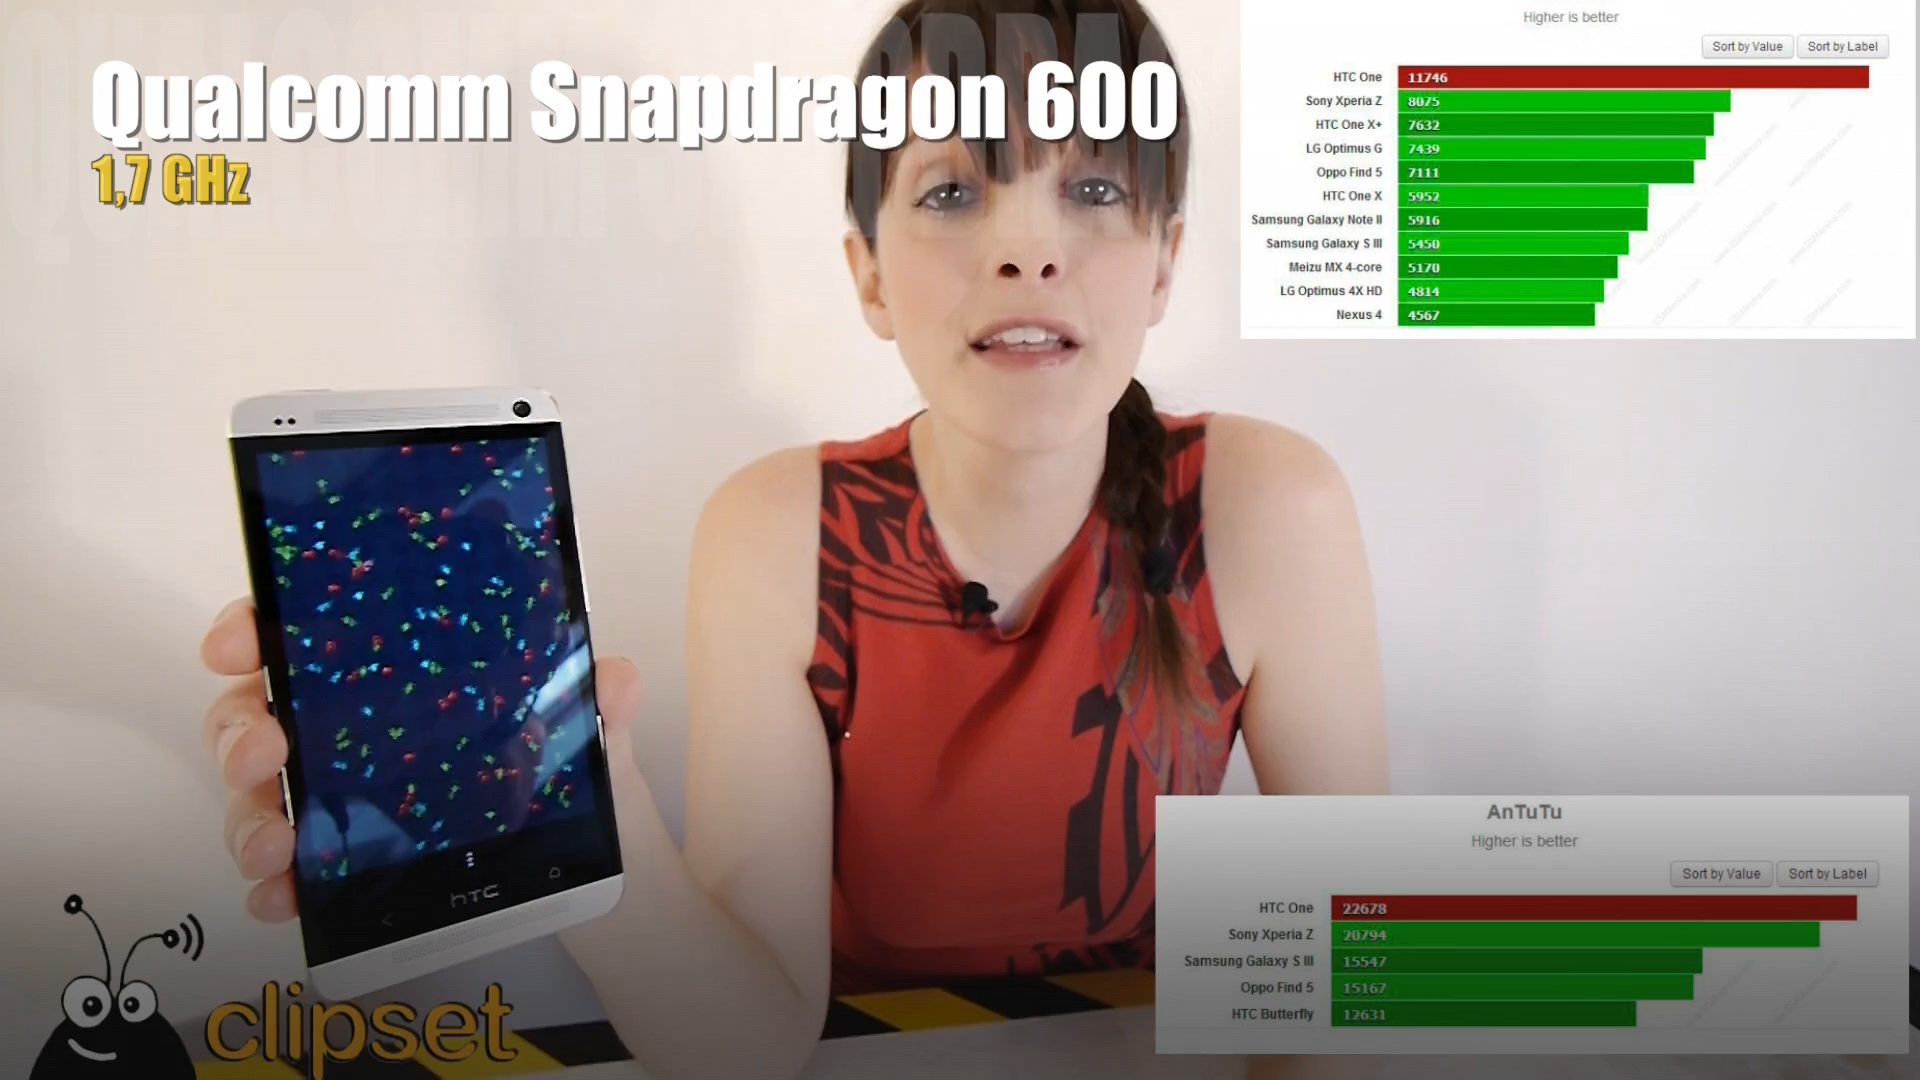 Qualcomm Snapdragon 600
1,7 GHz
Higher is better
Sort by Value Sort by Label
HTC One 11746
Sony Xperia Z 8075
HTC One X+ 7632
LG Optimus G 7439
Oppo Find 5 7111
HTC One X 5952
Samsung Galaxy Note II 5916
Samsung Galaxy S III 5450
Meizu MX 4-core 5170
LG Optimus 4X HD 4814
Nexus 4 4567
hTC
AnTuTu
Higher is better
Sort by Value Sort by Label
HTC One 22678
Sony Xperia Z 20794
Samsung Galaxy S III 15547
Oppo Find 5 15167
HTC Butterfly 12631
clipset